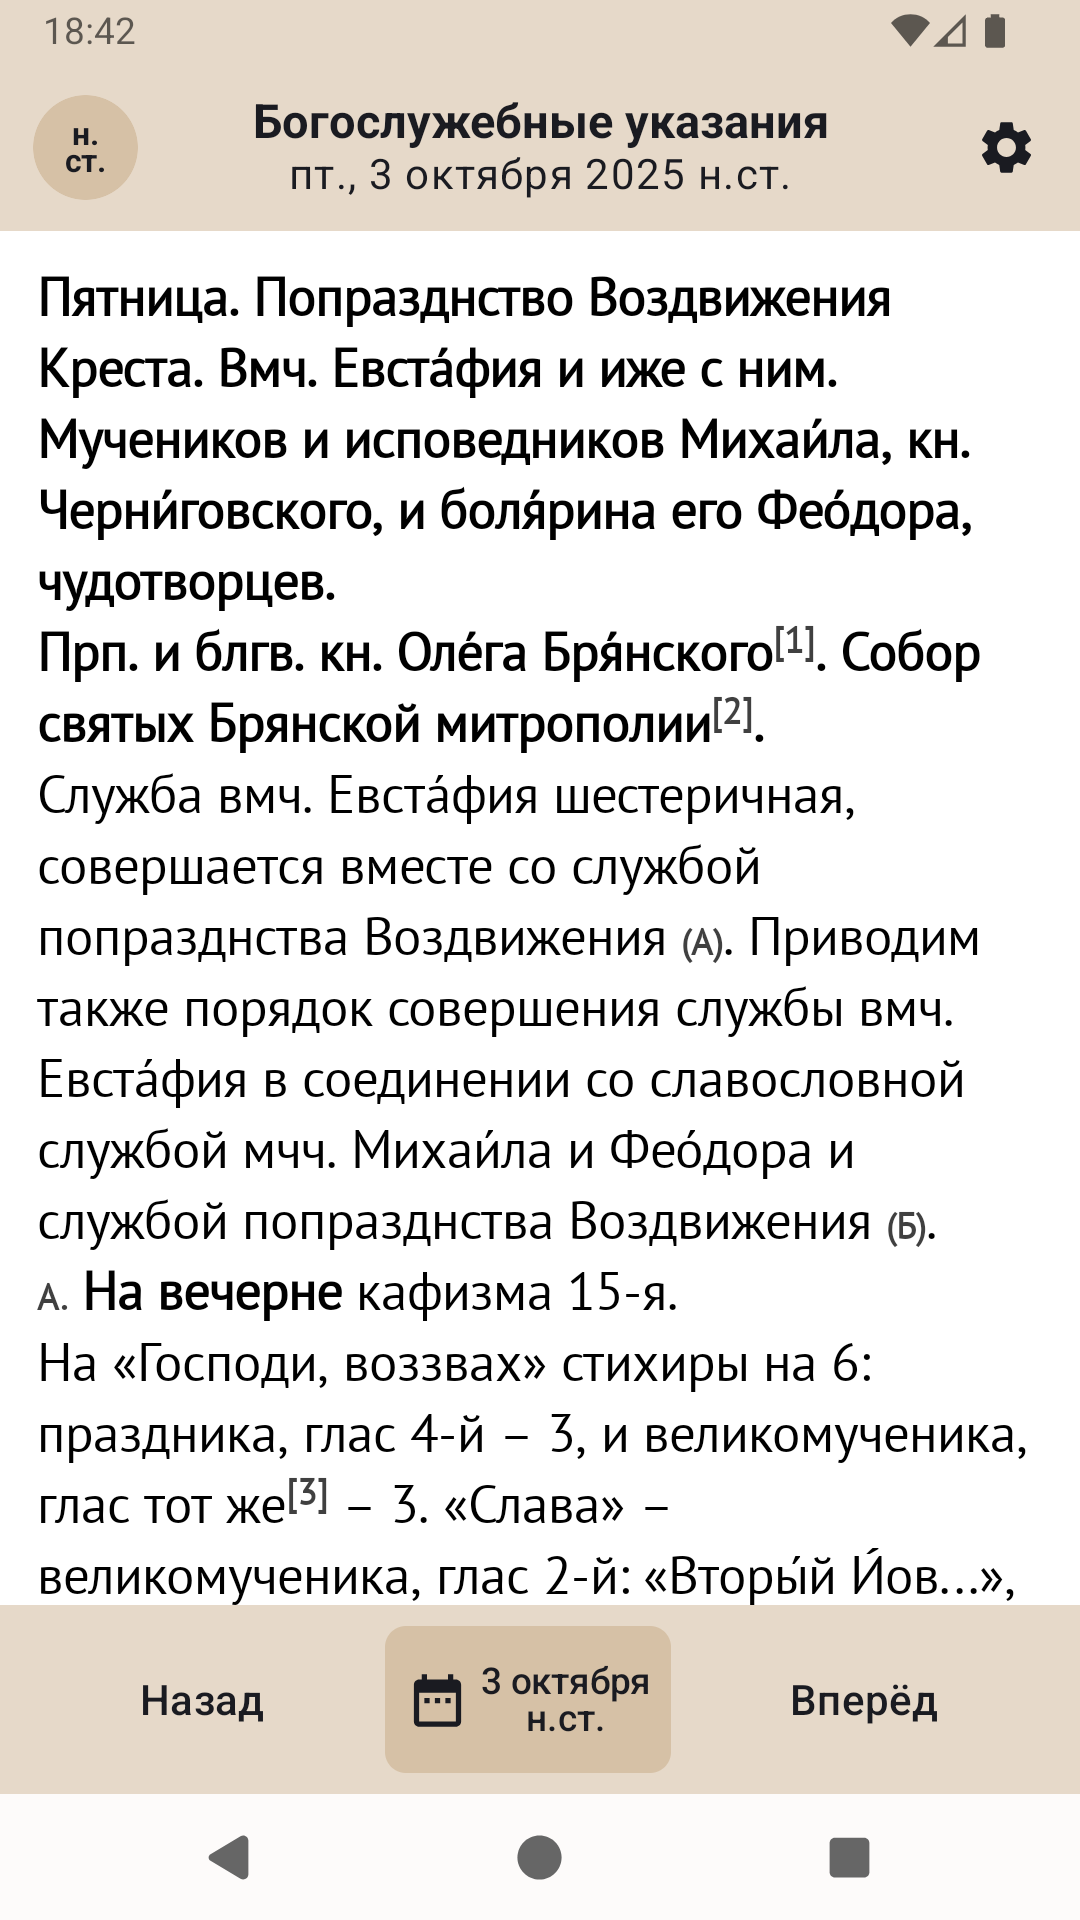 18:42
н.
ст.
Богослужебные указания
пт., 3 октября 2025 н.ст.
Пятница. Попразднство Воздвижения
Креста. Вмч. Евста́фия и иже с ним.
Мучеников и исповедников Михаи́ла, кн.
Черни́говского, и боля́рина его Фео́дора,
чудотворцев.
Прп. и блгв. кн. Оле́га Бря́нского[1]. Собор
святых Брянской митрополии[2].
Служба вмч. Евста́фия шестеричная,
совершается вместе со службой
попразднства Воздвижения (А). Приводим
также порядок совершения службы вмч.
Евста́фия в соединении со славословной
службой мчч. Михаи́ла и Фео́дора и
службой попразднства Воздвижения (Б).
А. На вечерне кафизма 15-я.
На «Господи, воззвах» стихиры на 6:
праздника, глас 4-й – 3, и великомученика,
глас тот же[3] – 3. «Слава» –
великомученика, глас 2-й: «Вторы́й И́ов...»,
Назад
3 октября
н.ст.
Вперёд